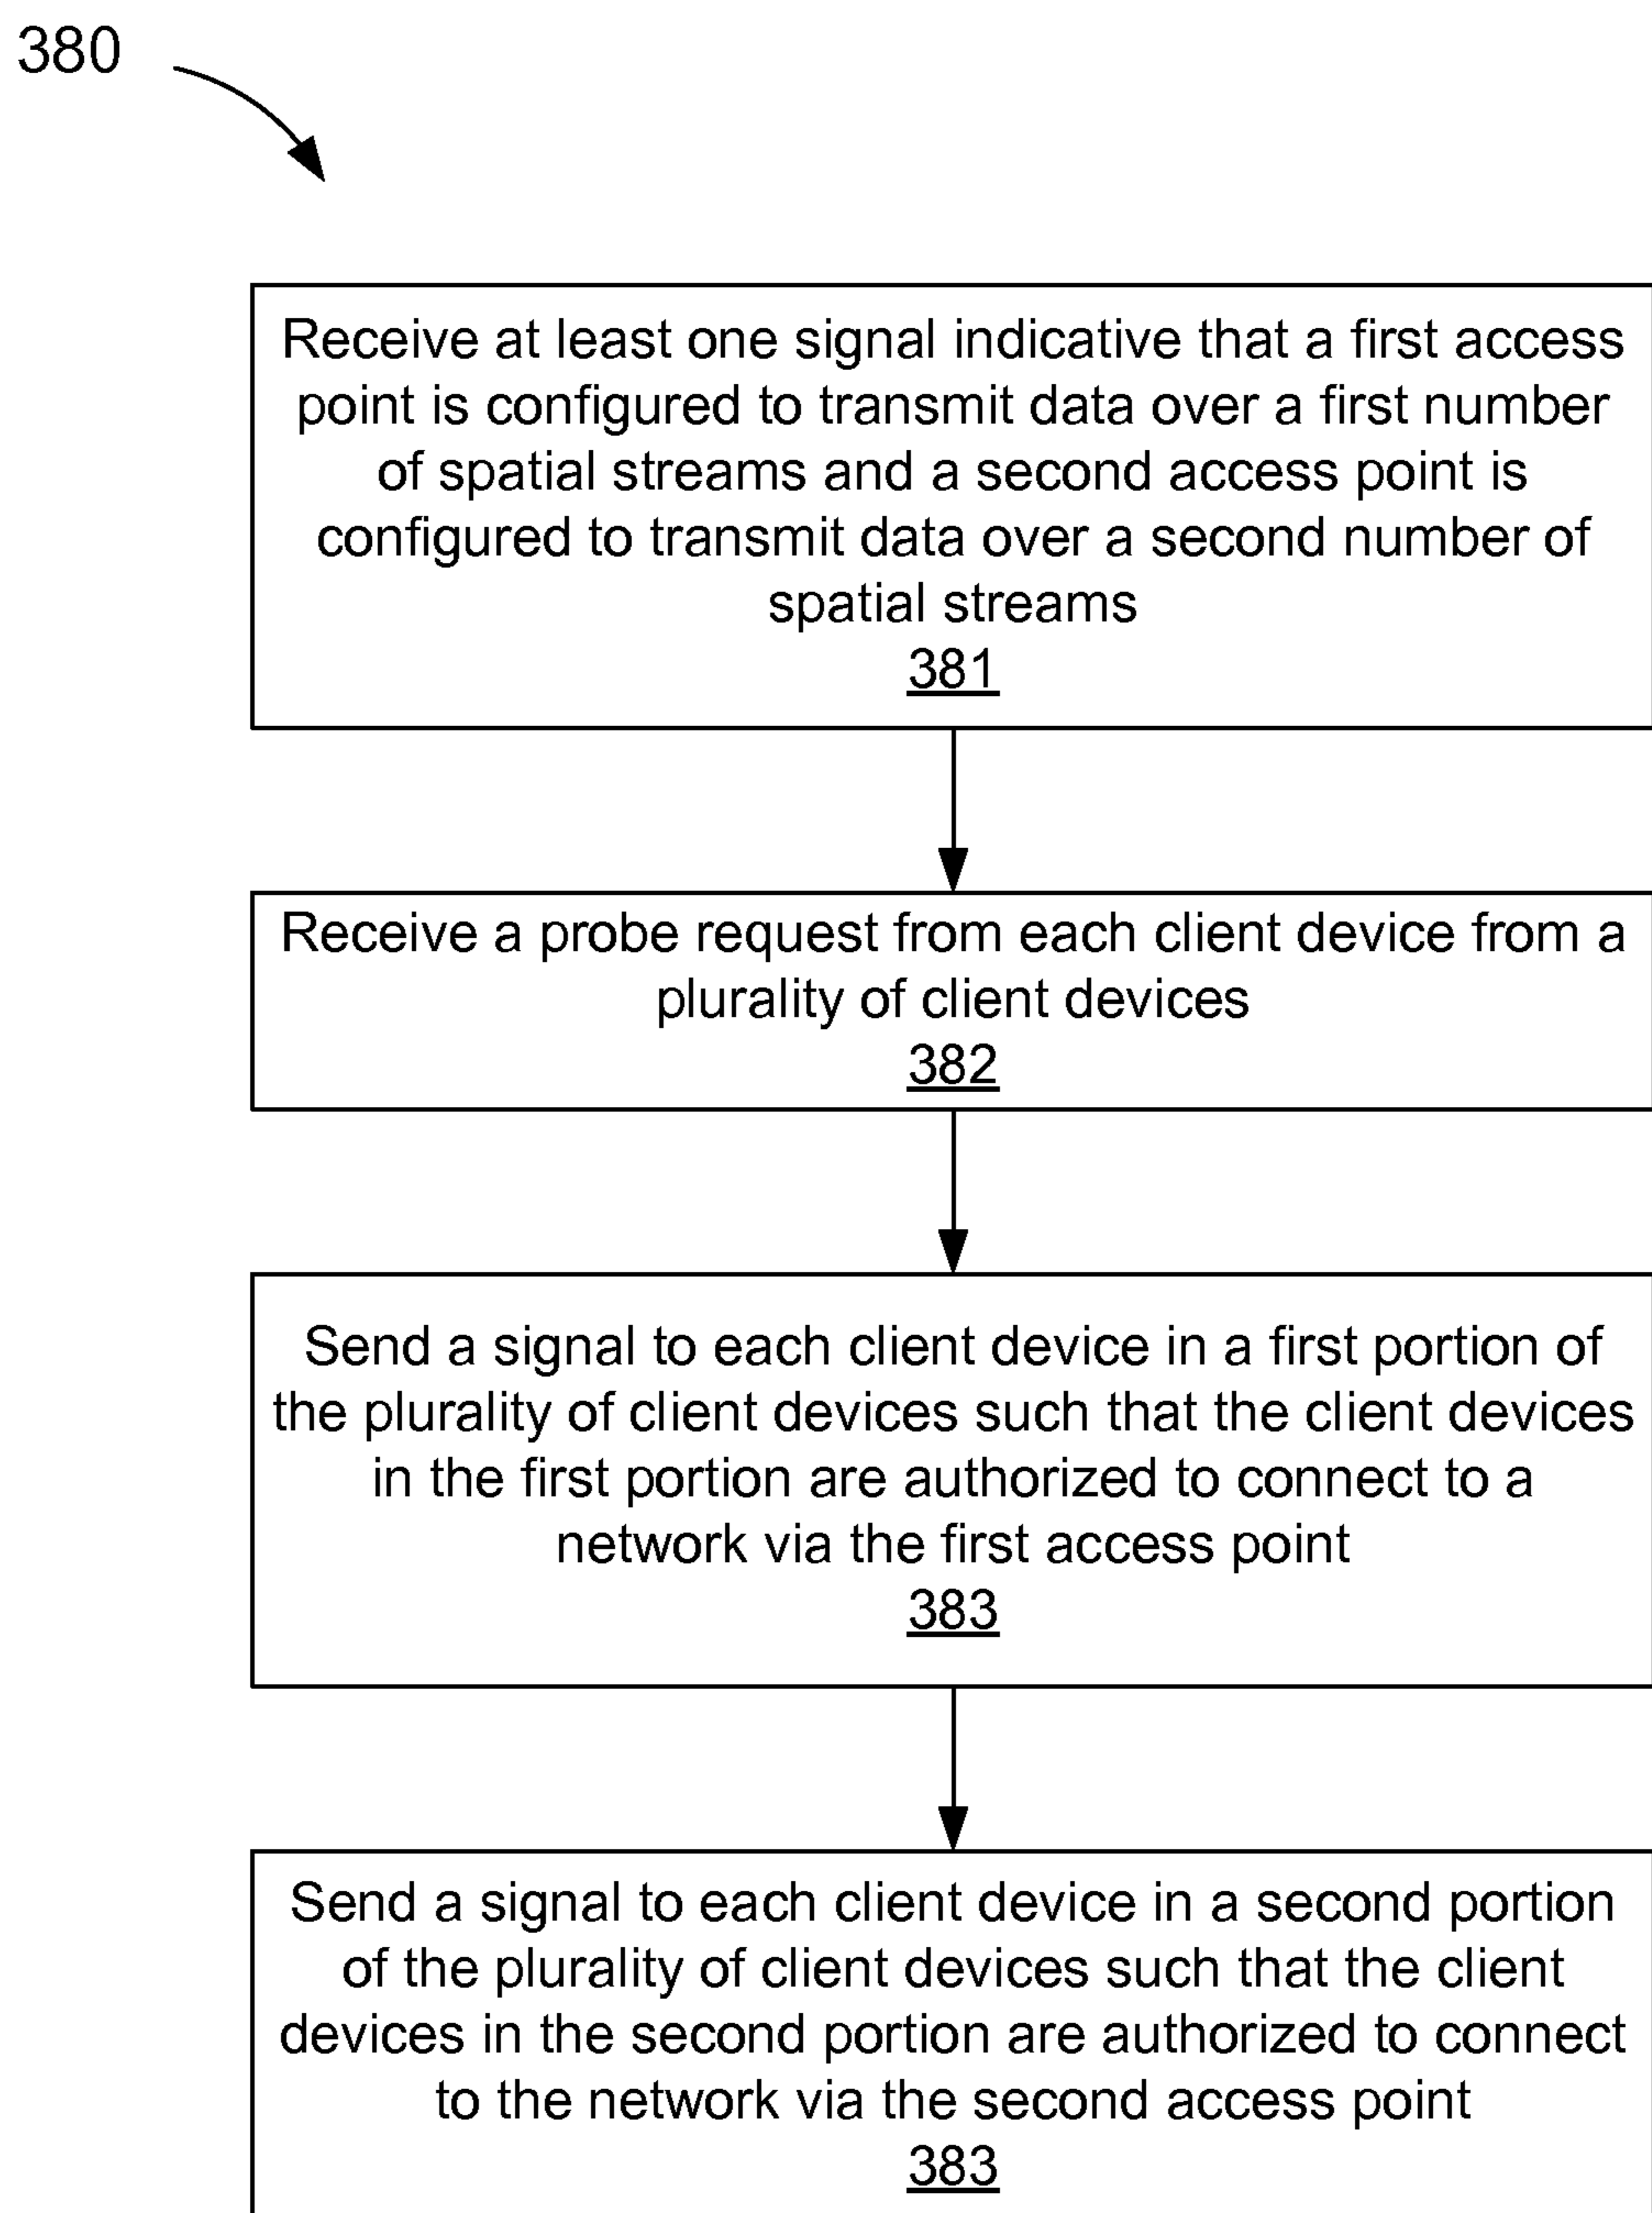 380
Receive at least one signal indicative that a first access
point is configured to transmit data over a first number
of spatial streams and a second access point is
configured to transmit data over a second number of
spatial streams
381
Receive a probe request from each client device from a
plurality of client devices
382
Send a signal to each client device in a first portion of
the plurality of client devices such that the client devices
in the first portion are authorized to connect to a
network via the first access point
383
Send a signal to each client device in a second portion
of the plurality of client devices such that the client
devices in the second portion are authorized to connect
to the network via the second access point
383